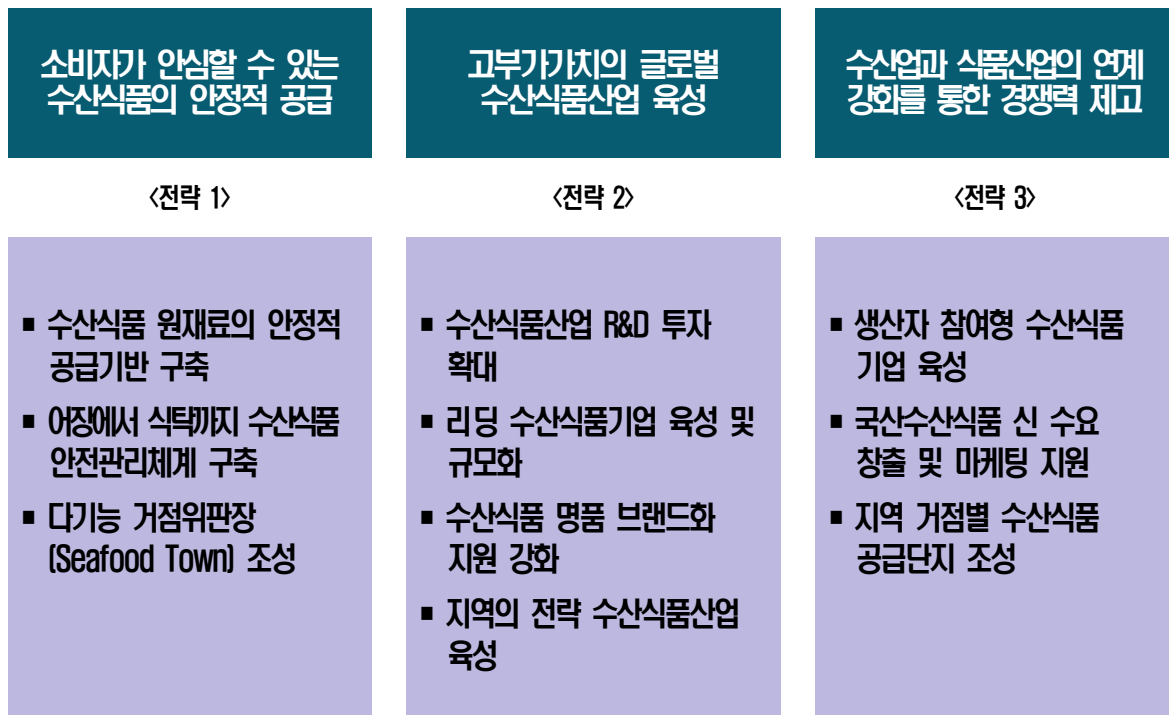 소비자가 안심할 수 있는
수산식품의 안정적 공급
고부가가치의 글로벌
수산식품산업 육성
수산업과 식품산업의 연계
강화를 통한 경쟁력 제고
〈전략 1〉
〈전략 2〉
〈전략 3〉
▪ 수산식품 원재료의 안정적
공급기반 구축
▪ 어장에서 식탁까지 수산식품
안전관리체계 구축
▪ 다기능 거점위판장
(Seafood Town) 조성
▪ 수산식품산업 R&D 투자
확대
▪ 리딩 수산식품기업 육성 및
규모화
▪ 수산식품 명품 브랜드화
지원 강화
▪ 지역의 전략 수산식품산업
육성
▪ 생산자 참여형 수산식품
기업 육성
▪ 국산수산식품 신 수요
창출 및 마케팅 지원
▪ 지역 거점별 수산식품
공급단지 조성